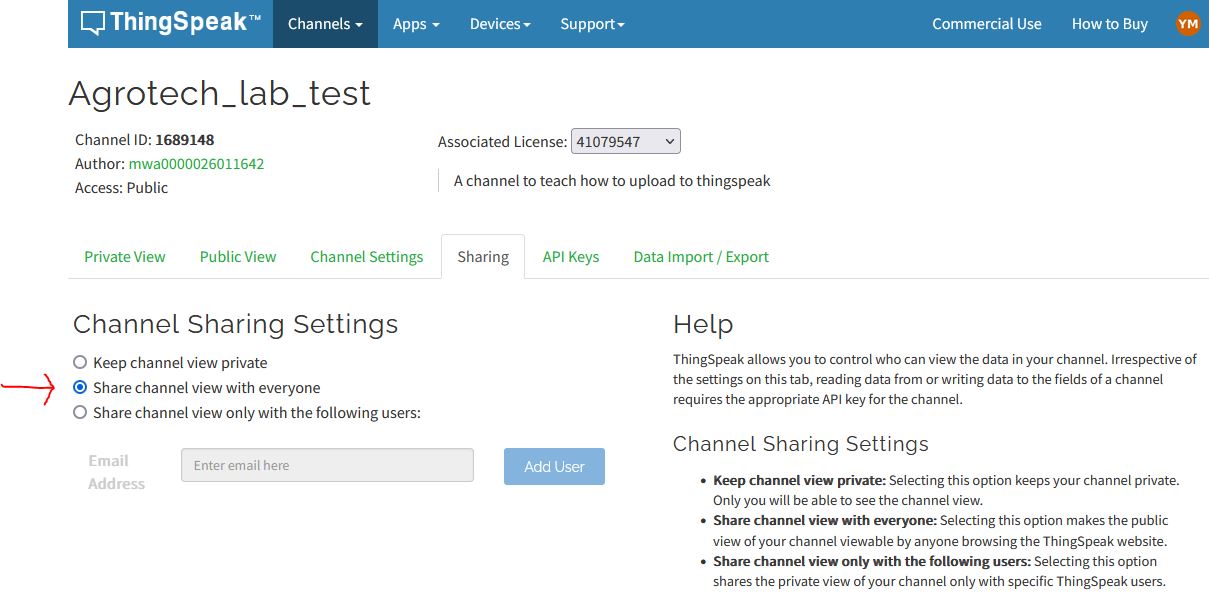 ThingSpeak™ Channels Apps Devices Support Commercial Use How to Buy YM
Agrotech_lab_test
Channel ID: 1689148
Author: mwa0000026011642
Access: Public
Associated License: 41079547
A channel to teach how to upload to thingspeak
Private View Public View Channel Settings Sharing API Keys Data Import / Export
Channel Sharing Settings
Keep channel view private
Share channel view with everyone
Share channel view only with the following users:
Email
Address
Enter email here
Add User
Help
ThingSpeak allows you to control who can view the data in your channel. Irrespective of
the settings on this tab, reading data from or writing data to the fields of a channel
requires the appropriate API key for the channel.
Channel Sharing Settings
• Keep channel view private: Selecting this option keeps your channel private.
Only you will be able to see the channel view.
• Share channel view with everyone: Selecting this option makes the public
view of your channel viewable by anyone browsing the ThingSpeak website.
• Share channel view only with the following users: Selecting this option
shares the private view of your channel only with specific ThingSpeak users.